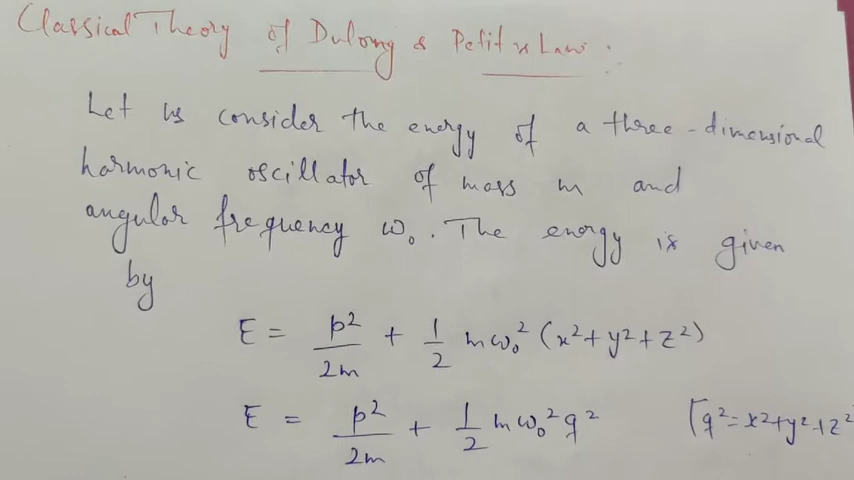 Classical Theory of Dulong & Petit's Law:
Let us consider the energy of a three-dimensional
harmonic oscillator of mass m and
angular frequency ω₀. The energy is given
by
E = p²/2m + 1/2 mω₀² (x²+y²+z²)
E = p²/2m + 1/2 mω₀² q² [q²=x²+y²+z²